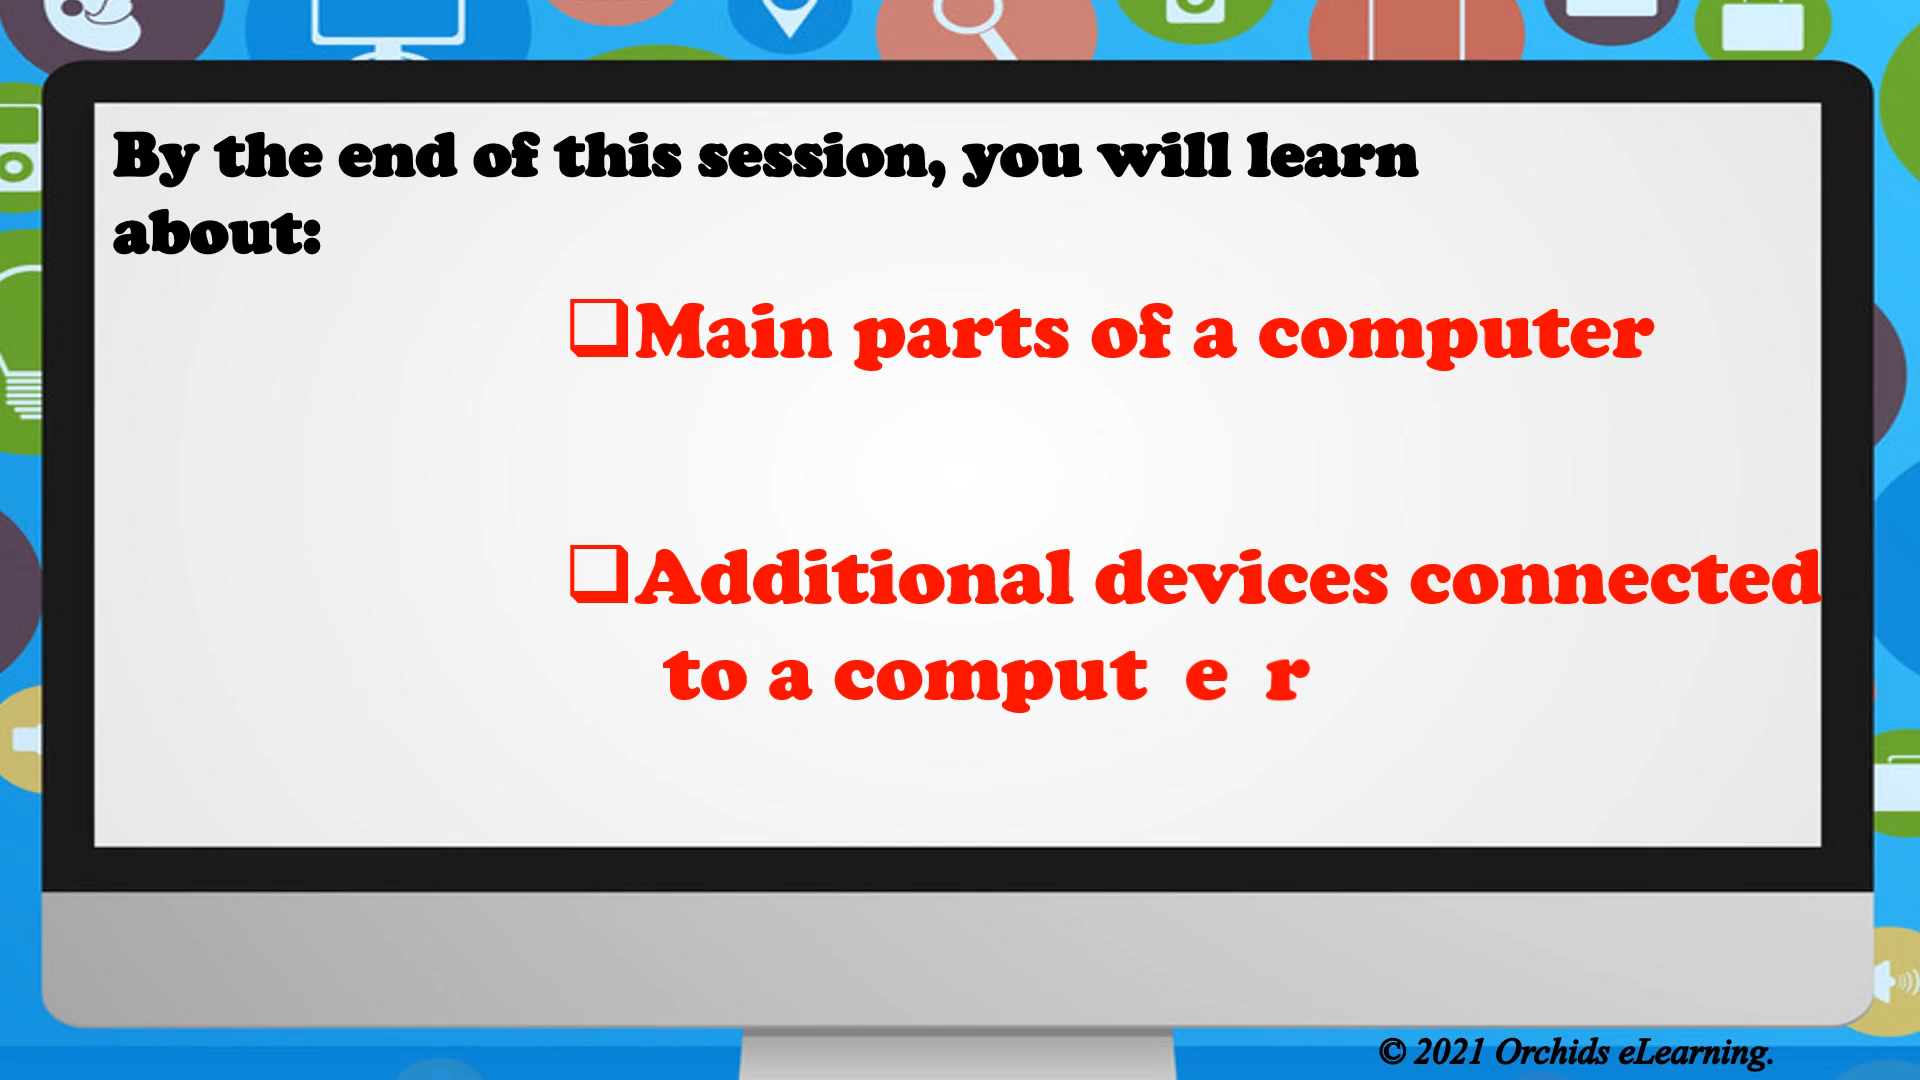 By the end of this session, you will learn
about:
❑Main parts of a computer
❑Additional devices connected
to a comput e r
© 2021 Orchids eLearning.